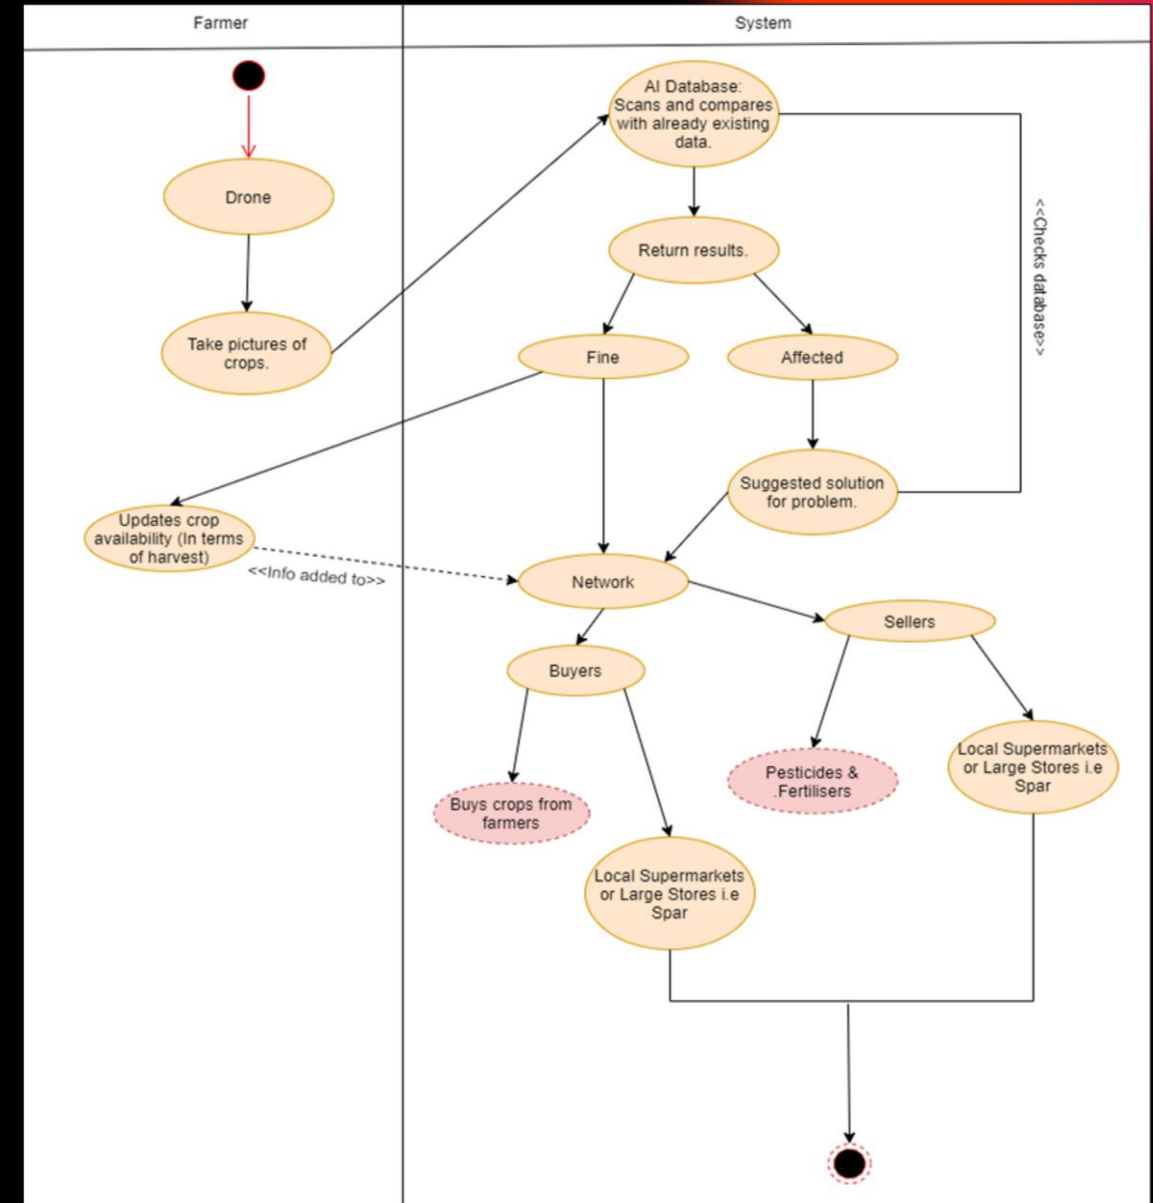 Farmer
System
AI Database:
Scans and compares
with already existing
data.
Drone
Return results.
Take pictures of
crops.
Fine
Affected
<<Checks database>>
Suggested solution
for problem.
Updates crop
availability (In terms
of harvest)
<<Info added to>>
Network
Sellers
Buyers
Pesticides &
.Fertilisers
Local Supermarkets
or Large Stores i.e
Spar
Buys crops from
farmers
Local Supermarkets
or Large Stores i.e
Spar